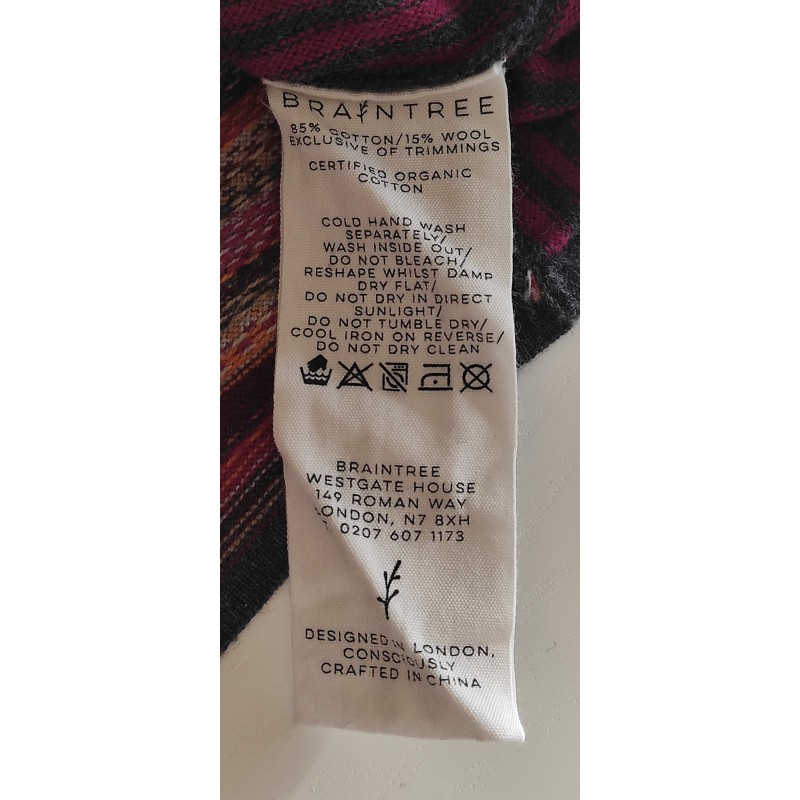 BRAINTREE
85% COTTON/15% WOOL
EXCLUSIVE OF TRIMMINGS
CERTIFIED ORGANIC
COTTON
COLD HAND WASH
SEPARATELY/
WASH INSIDE OUT/
DO NOT BLEACH/
RESHAPE WHILST DAMP
DRY FLAT/
DO NOT DRY IN DIRECT
SUNLIGHT/
DO NOT TUMBLE DRY/
COOL IRON ON REVERSE/
DO NOT DRY CLEAN
BRAINTREE
WESTGATE HOUSE
149 ROMAN WAY
LONDON, N7 8XH
T. 0207 607 1173
DESIGNED IN LONDON,
CONSCIOUSLY
CRAFTED IN CHINA